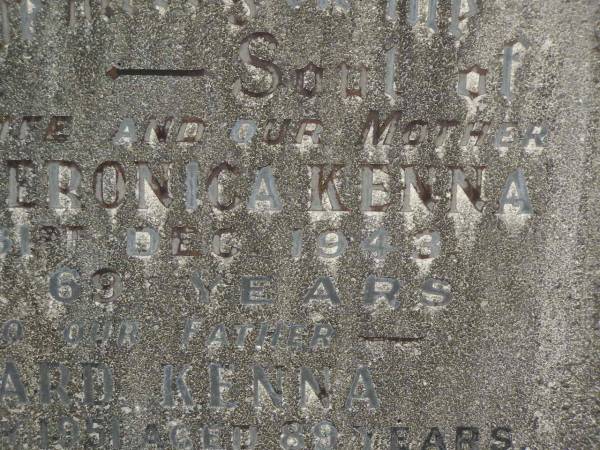 Soul of
IFE AND OUR MOTHER
ERONICA KENNA
31ST DEC 1943
69 YEARS
O OUR FATHER
ARD KENNA
1951 AGED 89 YEARS